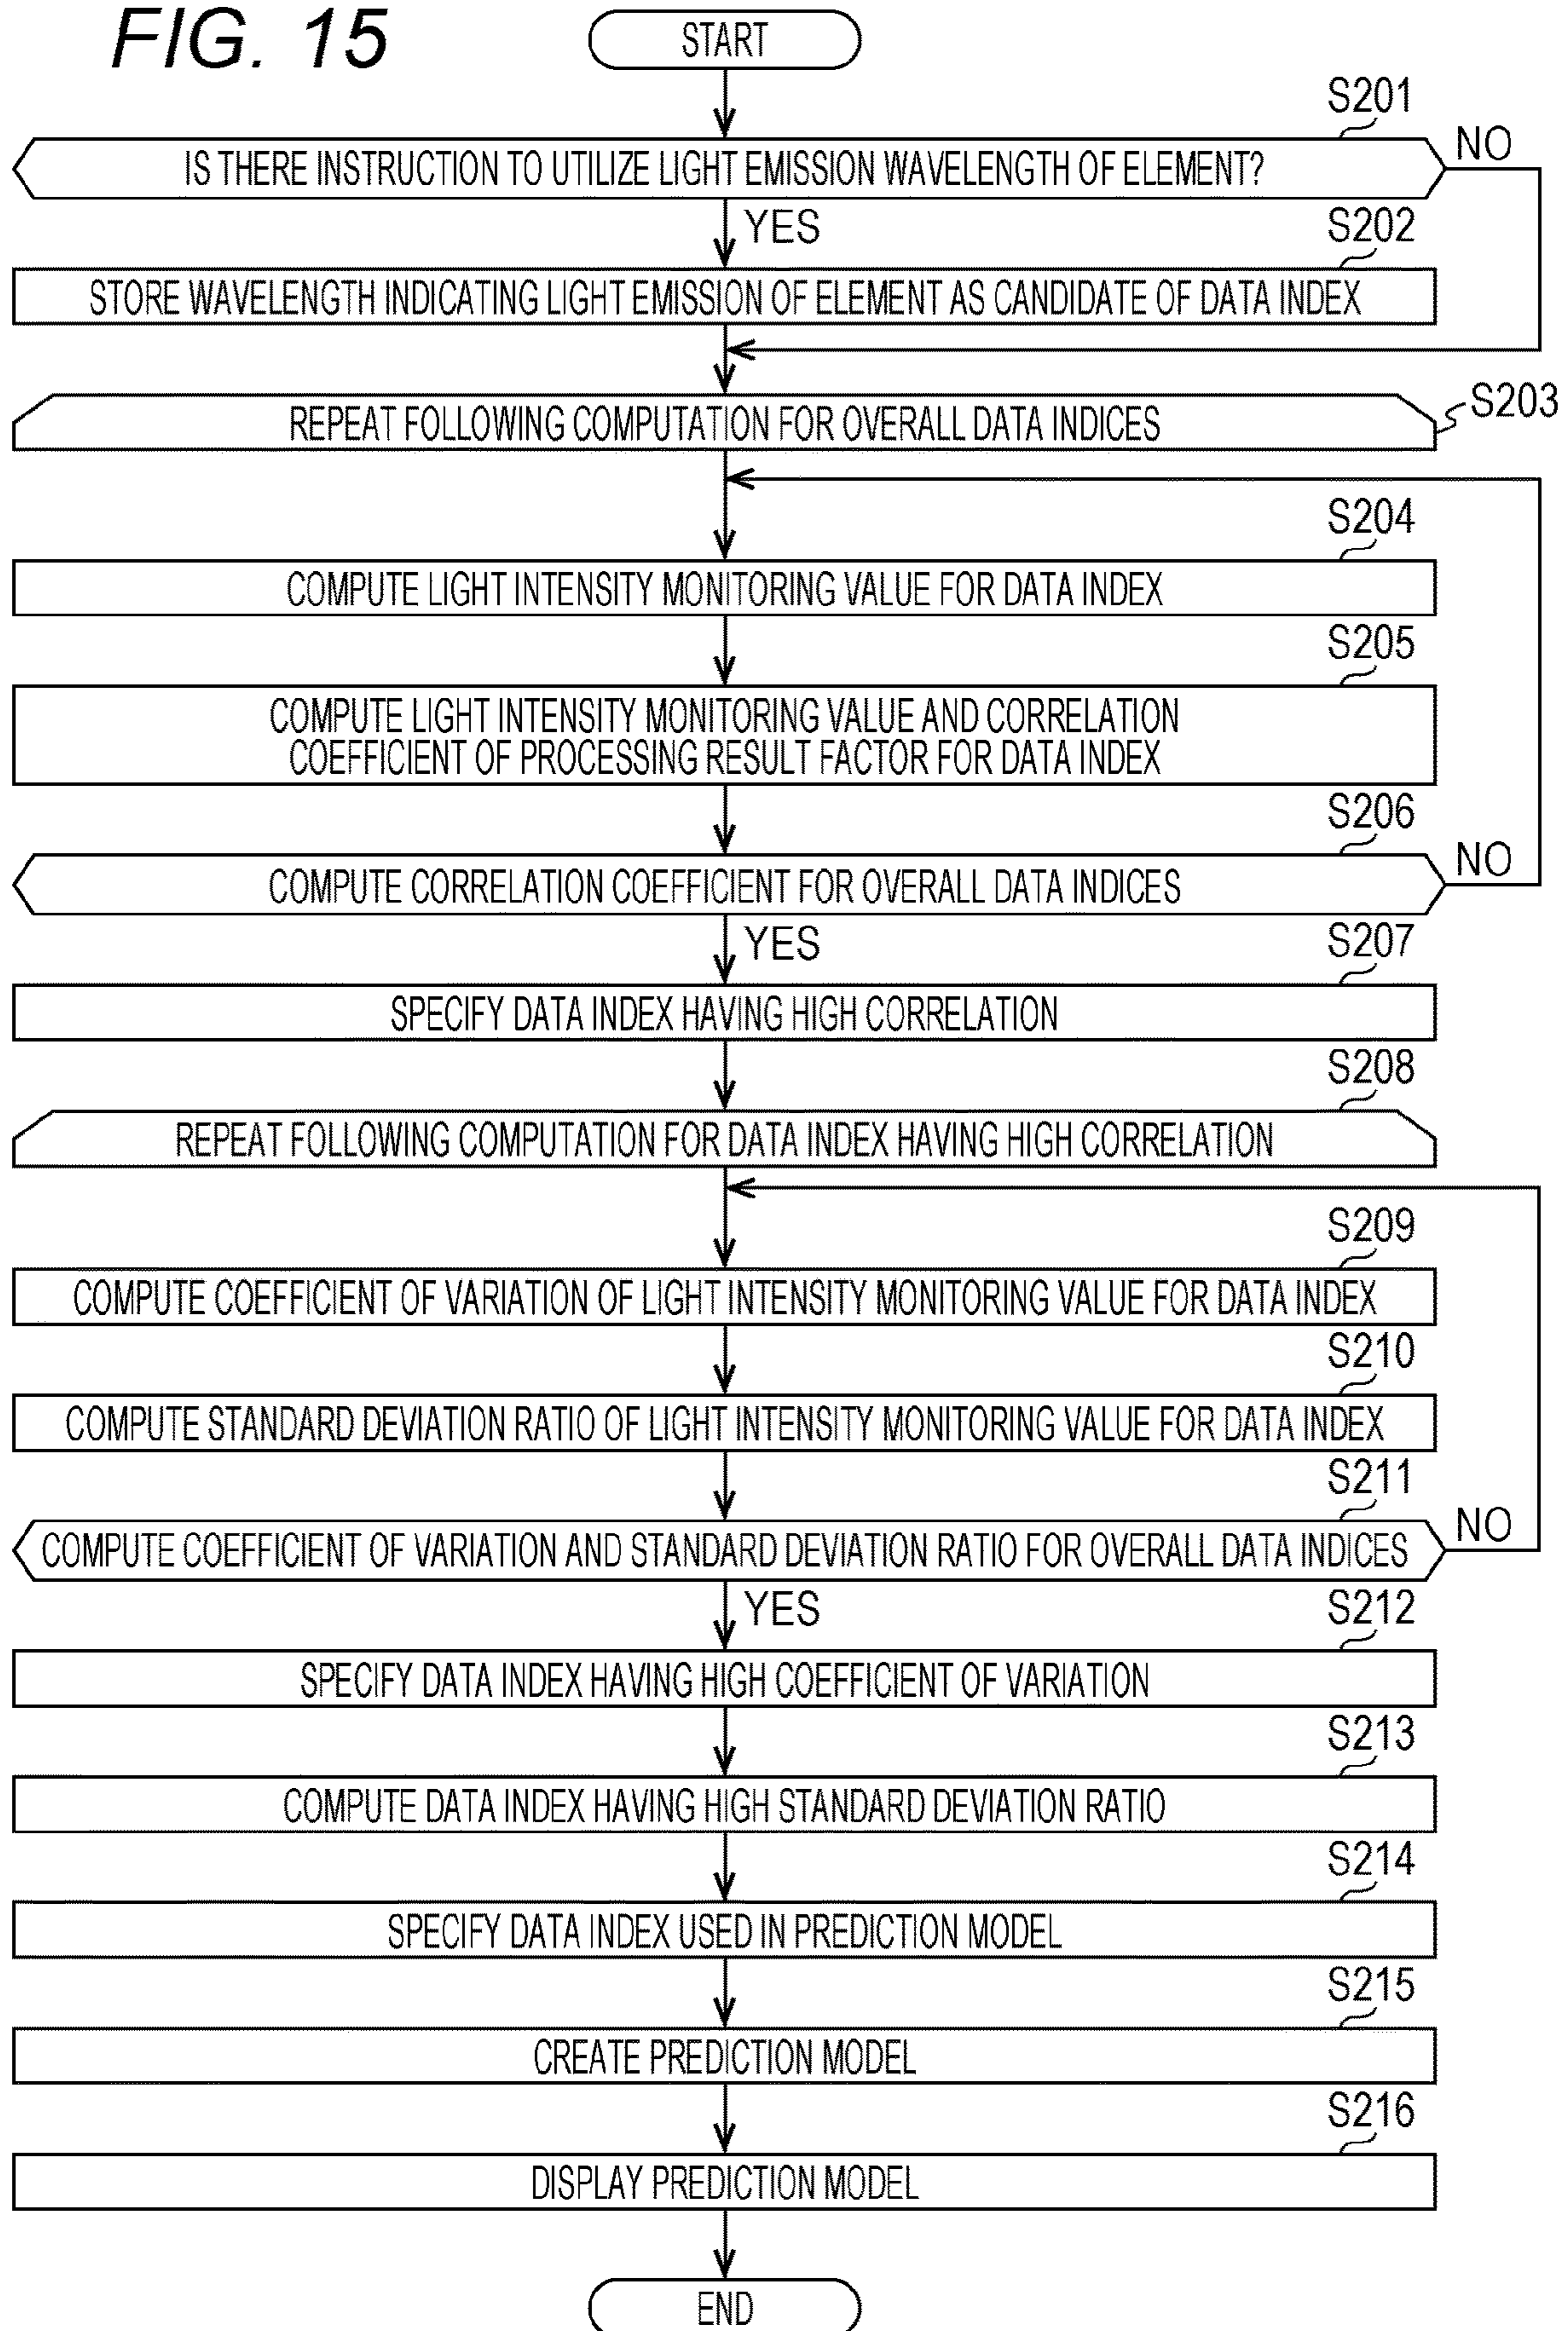 FIG. 15
START
S201
IS THERE INSTRUCTION TO UTILIZE LIGHT EMISSION WAVELENGTH OF ELEMENT?
NO
YES
S202
STORE WAVELENGTH INDICATING LIGHT EMISSION OF ELEMENT AS CANDIDATE OF DATA INDEX
REPEAT FOLLOWING COMPUTATION FOR OVERALL DATA INDICES
S203
S204
COMPUTE LIGHT INTENSITY MONITORING VALUE FOR DATA INDEX
S205
COMPUTE LIGHT INTENSITY MONITORING VALUE AND CORRELATION
COEFFICIENT OF PROCESSING RESULT FACTOR FOR DATA INDEX
S206
COMPUTE CORRELATION COEFFICIENT FOR OVERALL DATA INDICES
NO
YES
S207
SPECIFY DATA INDEX HAVING HIGH CORRELATION
S208
REPEAT FOLLOWING COMPUTATION FOR DATA INDEX HAVING HIGH CORRELATION
S209
COMPUTE COEFFICIENT OF VARIATION OF LIGHT INTENSITY MONITORING VALUE FOR DATA INDEX
S210
COMPUTE STANDARD DEVIATION RATIO OF LIGHT INTENSITY MONITORING VALUE FOR DATA INDEX
S211
COMPUTE COEFFICIENT OF VARIATION AND STANDARD DEVIATION RATIO FOR OVERALL DATA INDICES
NO
YES
S212
SPECIFY DATA INDEX HAVING HIGH COEFFICIENT OF VARIATION
S213
COMPUTE DATA INDEX HAVING HIGH STANDARD DEVIATION RATIO
S214
SPECIFY DATA INDEX USED IN PREDICTION MODEL
S215
CREATE PREDICTION MODEL
S216
DISPLAY PREDICTION MODEL
END